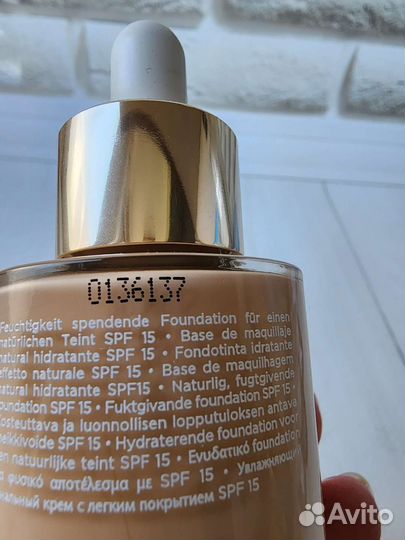 0136137
Feuchtigkeit spendende Foundation für einen
natürlichen Teint SPF 15 • Base de maquillaje
natural hidratante SPF 15 • Fondotinta idratante
effetto naturale SPF 15 • Base de maquilhagem
natural hidratante SPF15 • Naturlig, fugtgivende
foundation SPF 15 • Fuktgivande foundation SPF 15 •
Kosteuttava ja luonnollisen lopputuloksen antava
meikkivoide SPF 15 • Hydraterende foundation voor
een natuurlijke teint SPF 15 • Ενυδατικό foundation
για φυσικό αποτέλεσμα με SPF 15 • Увлажняющий
тональный крем с легким покрытием SPF 15
Avito